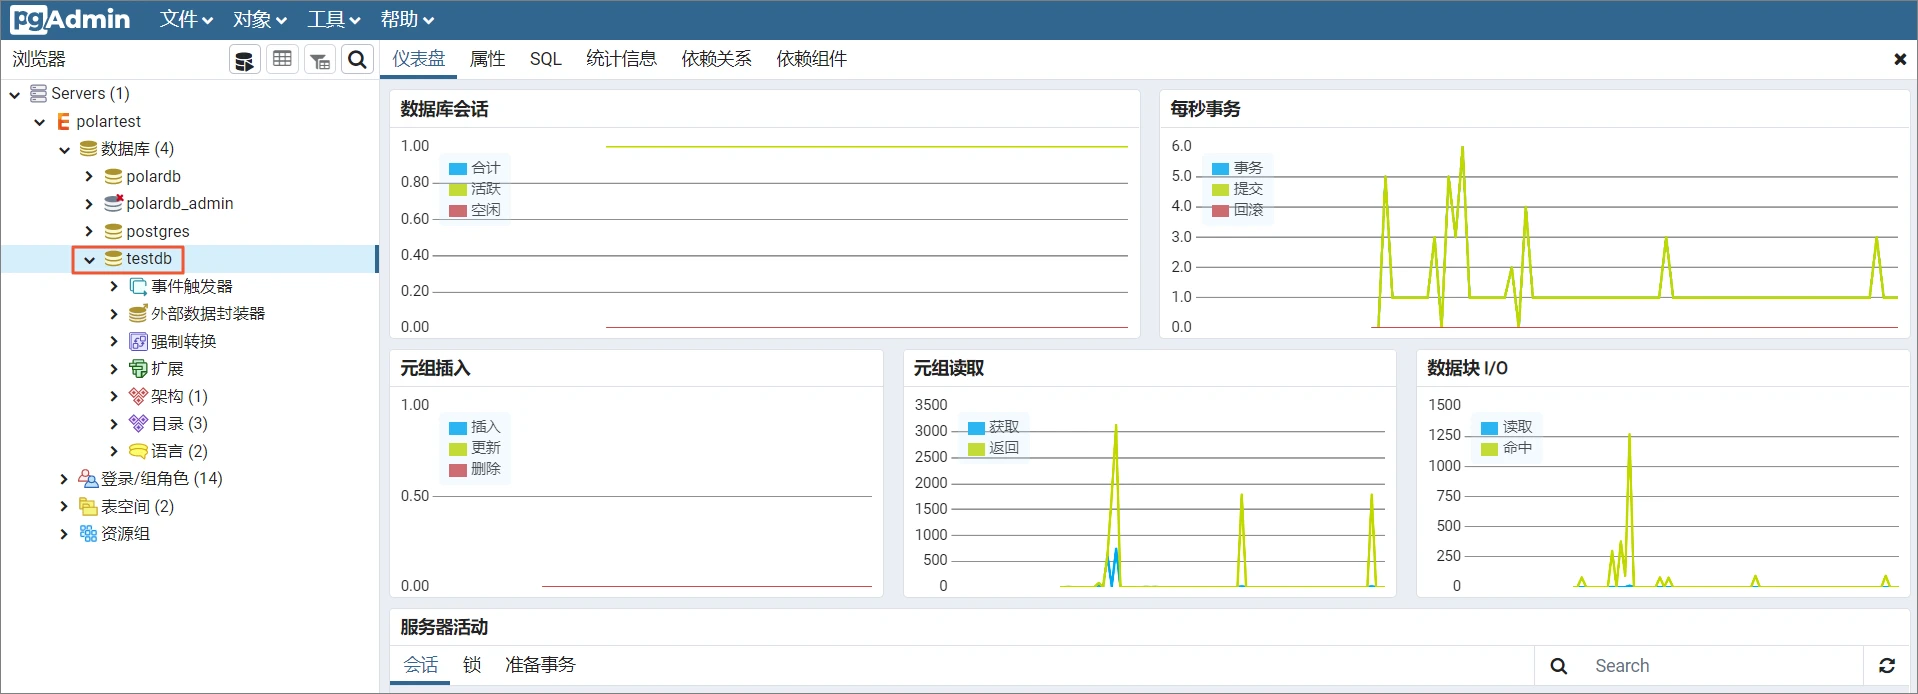 pgAdmin 文件 对象 工具 帮助
浏览器
仪表盘 属性 SQL 统计信息 依赖关系 依赖组件
Servers (1)
polartest
数据库 (4)
polardb
polardb_admin
postgres
testdb
事件触发器
外部数据封装器
强制转换
扩展
架构 (1)
目录 (3)
语言 (2)
登录/组角色 (14)
表空间 (2)
资源组
数据库会话
1.00
0.80
0.60
0.40
0.20
0.00
合计
活跃
空闲
每秒事务
6.0
5.0
4.0
3.0
2.0
1.0
0.0
事务
提交
回滚
元组插入
1.00
0.50
0.00
插入
更新
删除
元组读取
3500
3000
2500
2000
1500
1000
500
0
获取
返回
数据块 I/O
1500
1250
1000
750
500
250
0
读取
命中
服务器活动
会话 锁 准备事务
Search